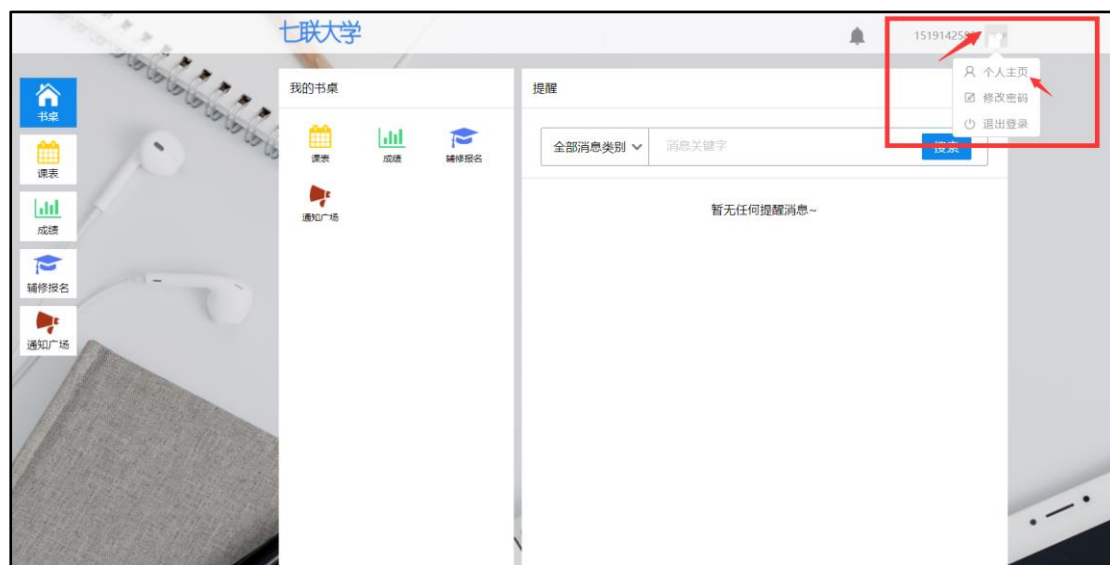 七联大学
书桌
课表
成绩
辅修报名
通知广场
我的书桌
课表 成绩 辅修报名
通知广场
提醒
全部消息类别 消息关键字 搜索
暂无任何提醒消息~
个人主页
修改密码
退出登录